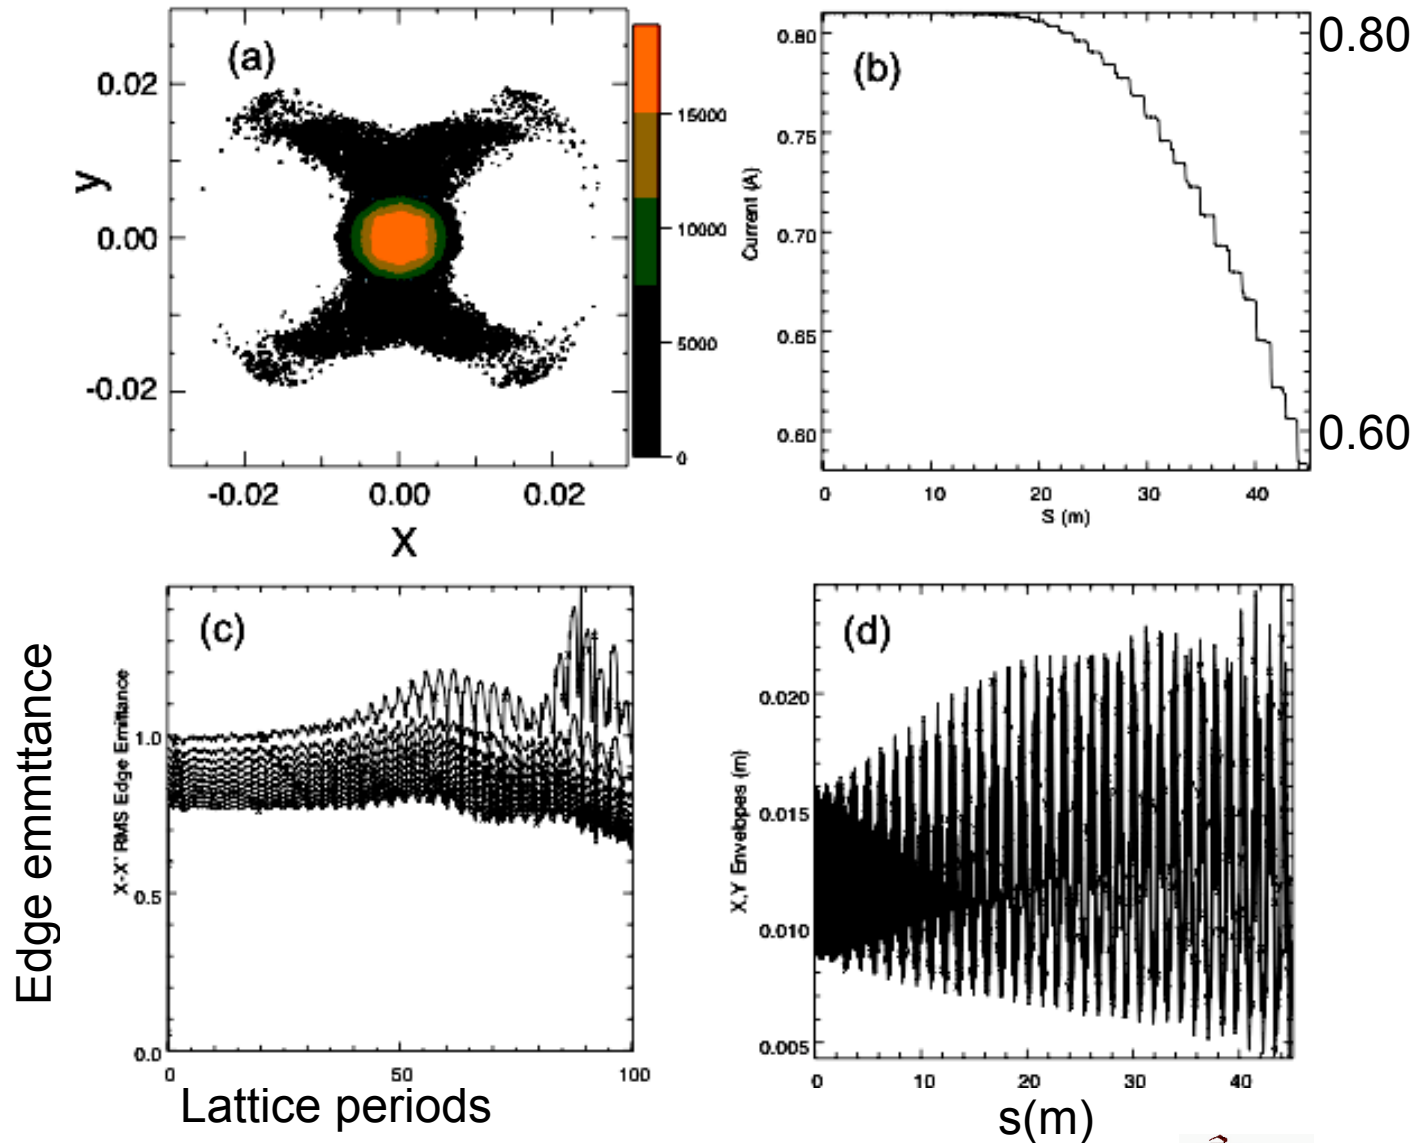 (a)
y
0.02
0.00
-0.02
-0.02 0.00 0.02
X
15000
10000
5000
0
(b)
Current (A)
0.80
0.75
0.70
0.65
0.60
0 10 20 30 40
S (m)
0.80
0.60
(c)
Edge emmttance
X-X' RMS Edge Emittance
1.0
0.5
0.0
0 50 100
Lattice periods
(d)
X,Y Envelopes (m)
0.020
0.015
0.010
0.005
0 10 20 30 40
s(m)